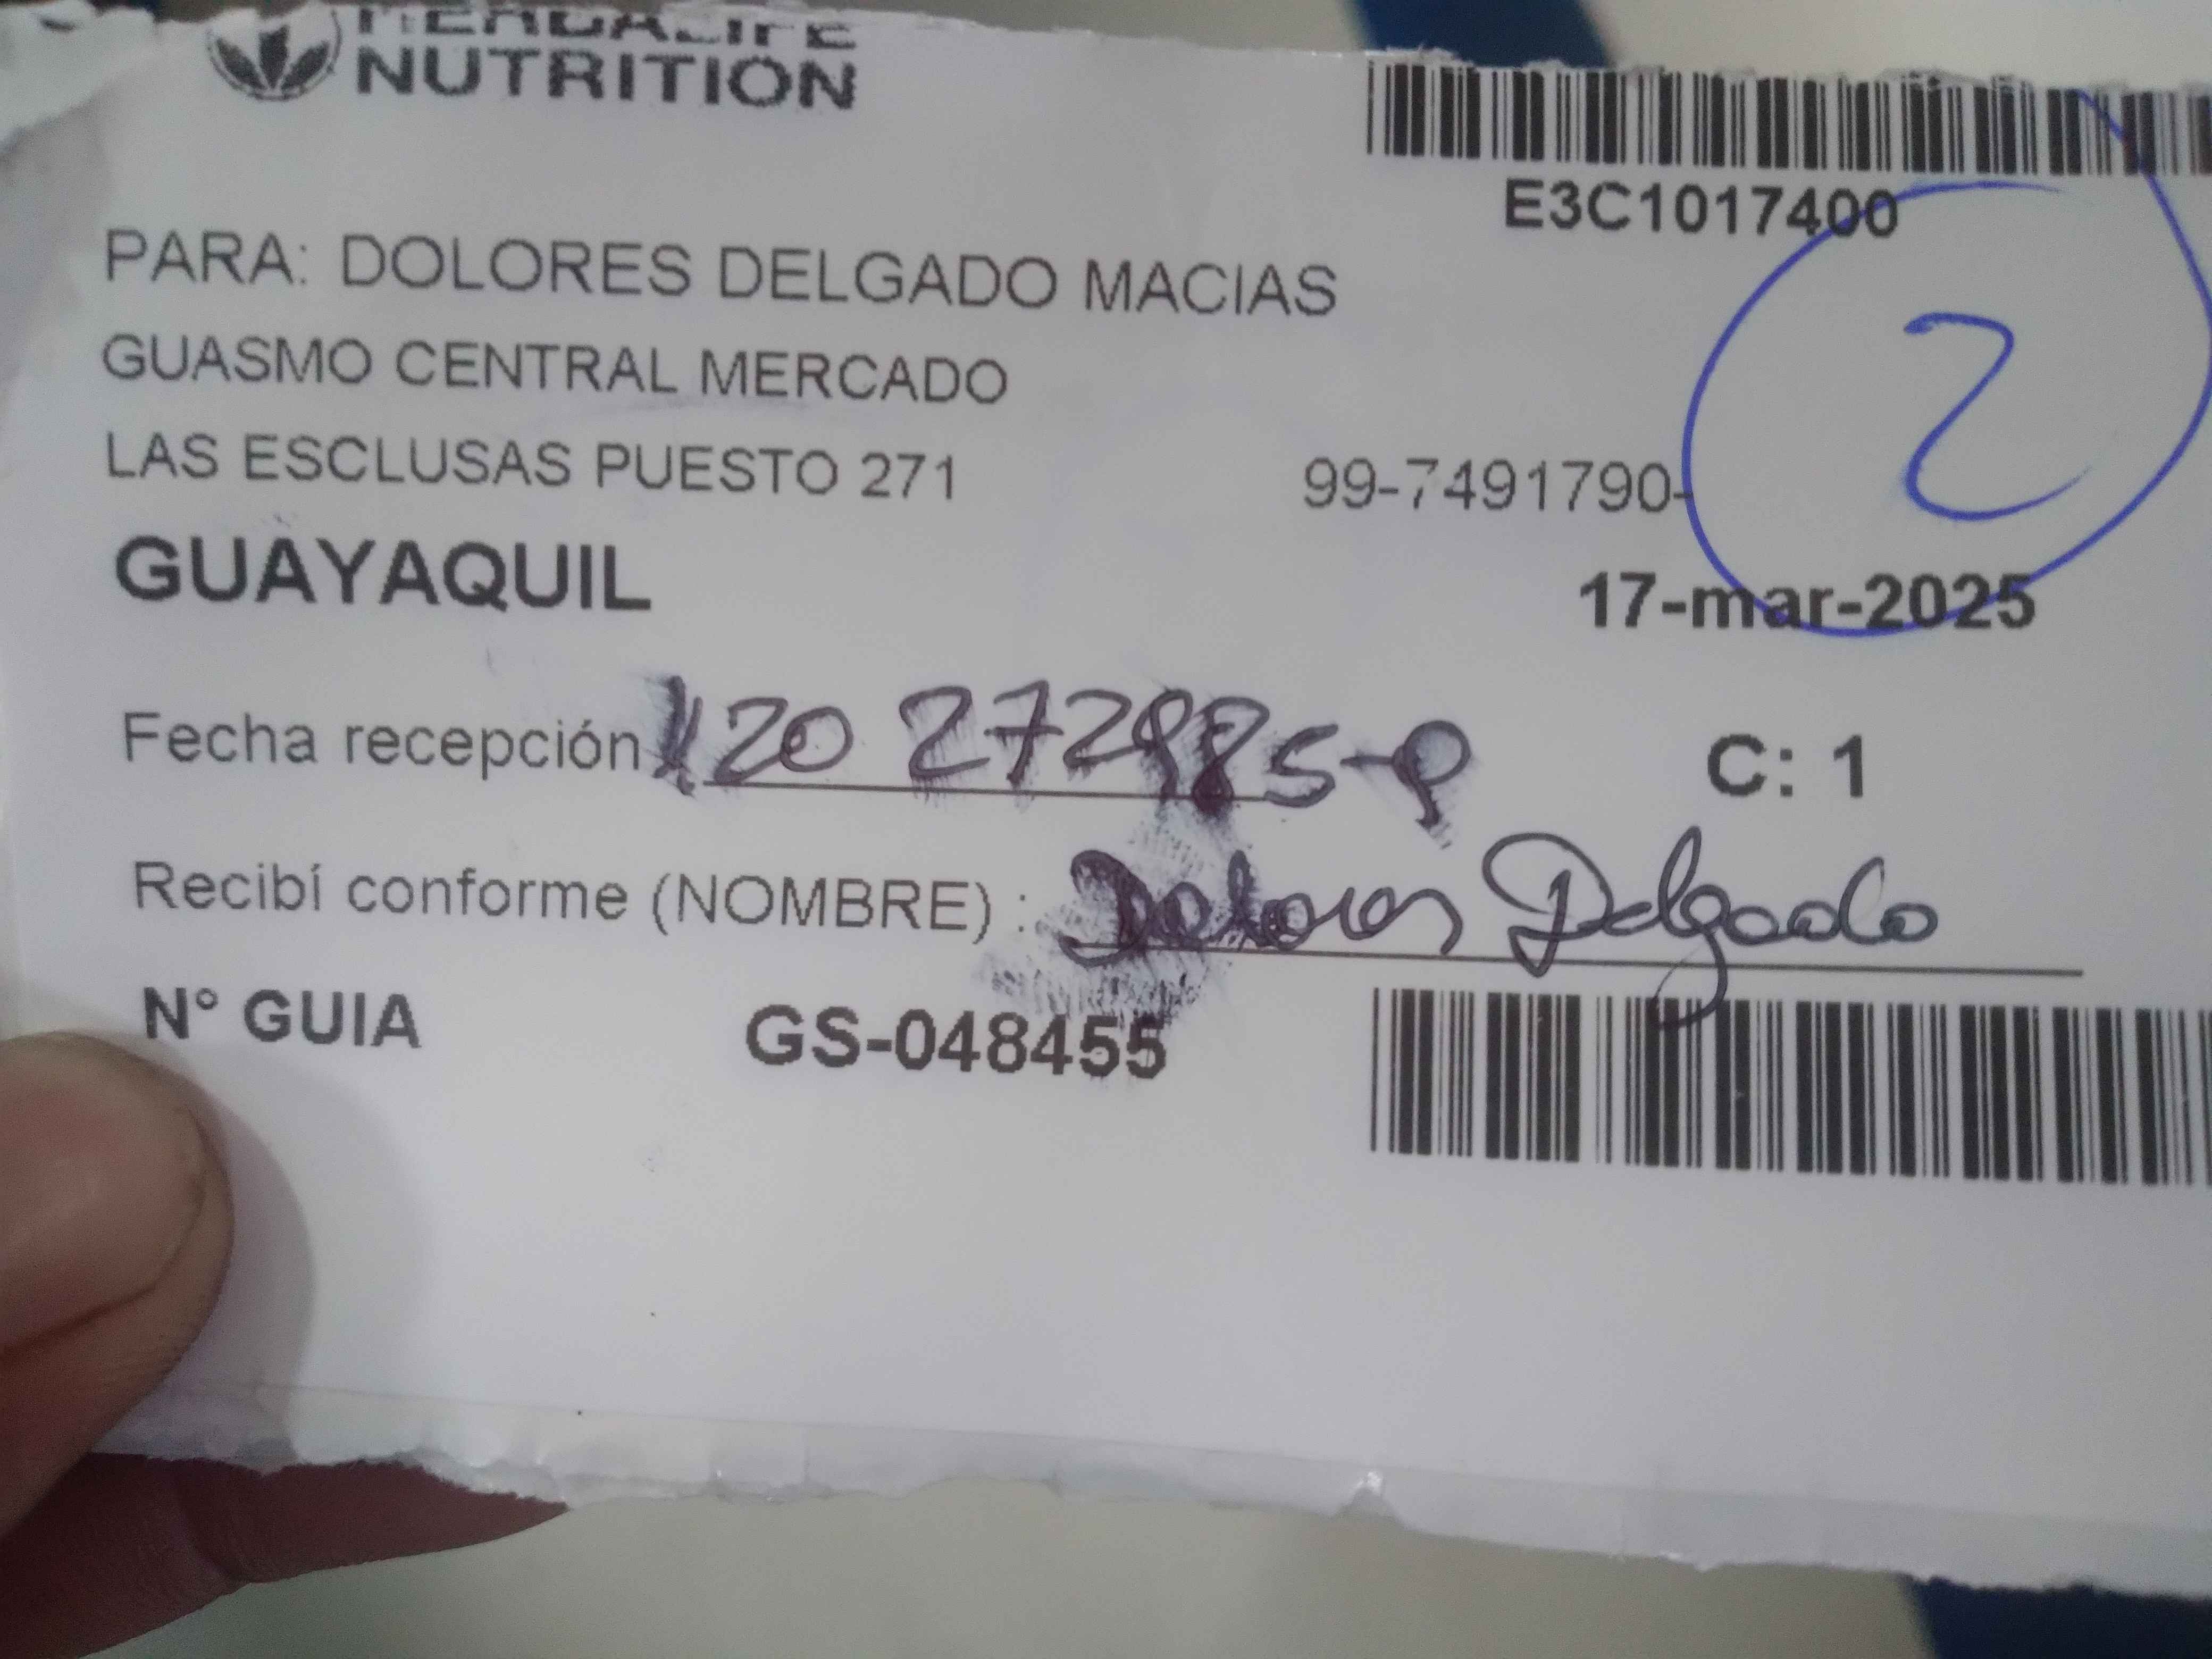 HERBALIFE
NUTRITION
E3C1017400
PARA: DOLORES DELGADO MACIAS
GUASMO CENTRAL MERCADO
LAS ESCLUSAS PUESTO 271 99-7491790-
2
GUAYAQUIL
17-mar-2025
Fecha recepción
C: 1
Recibí conforme (NOMBRE) : Dolores Delgado
N° GUIA GS-048455